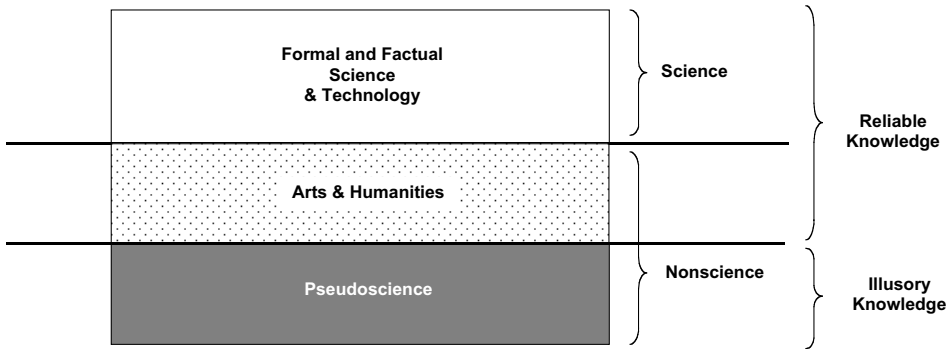 Formal and Factual
Science
& Technology
Science
Reliable
Knowledge
Arts & Humanities
Pseudoscience
Nonscience
Illusory
Knowledge